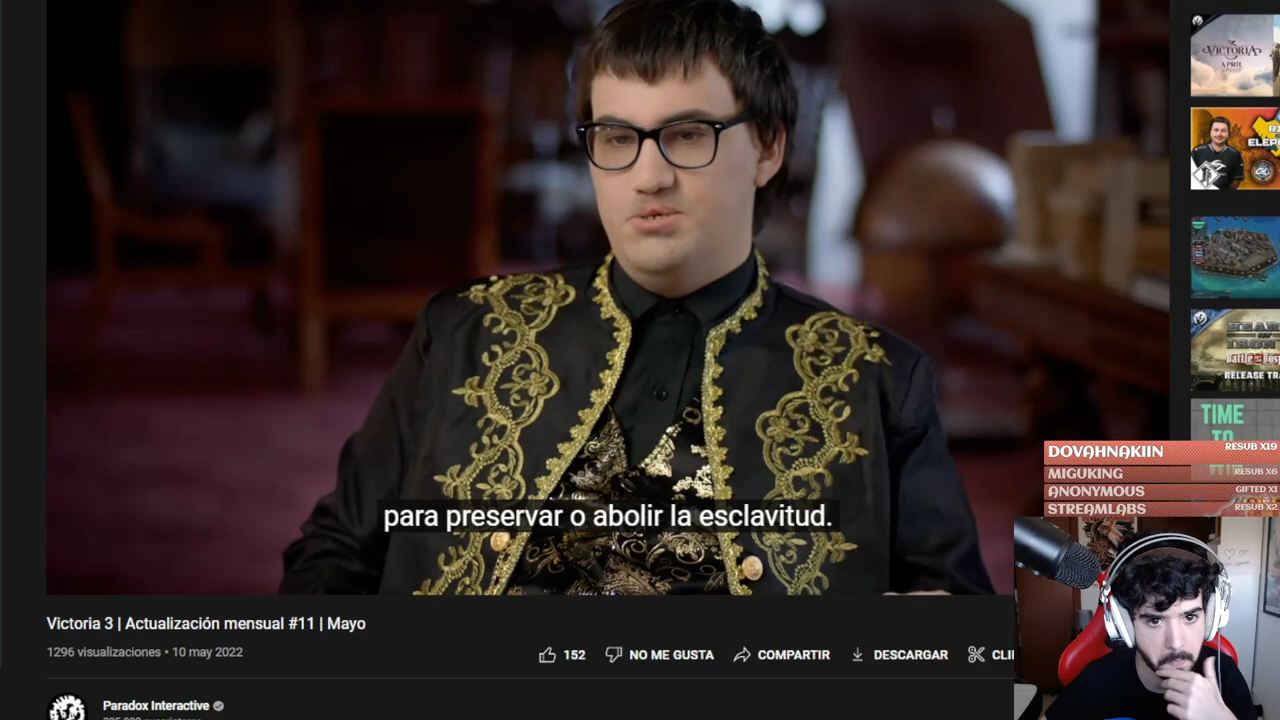 para preservar o abolir la esclavitud.
Victoria 3 | Actualización mensual #11 | Mayo
1296 visualizaciones • 10 may 2022
152
NO ME GUSTA
COMPARTIR
DESCARGAR
Paradox Interactive
VICTORIA
APRIL
TIME
TO
DOVAHNAKIIN RESUB X19
MIGUKING RESUB X6
ANONYMOUS GIFTED X1
STREAMLABS RESUB X2